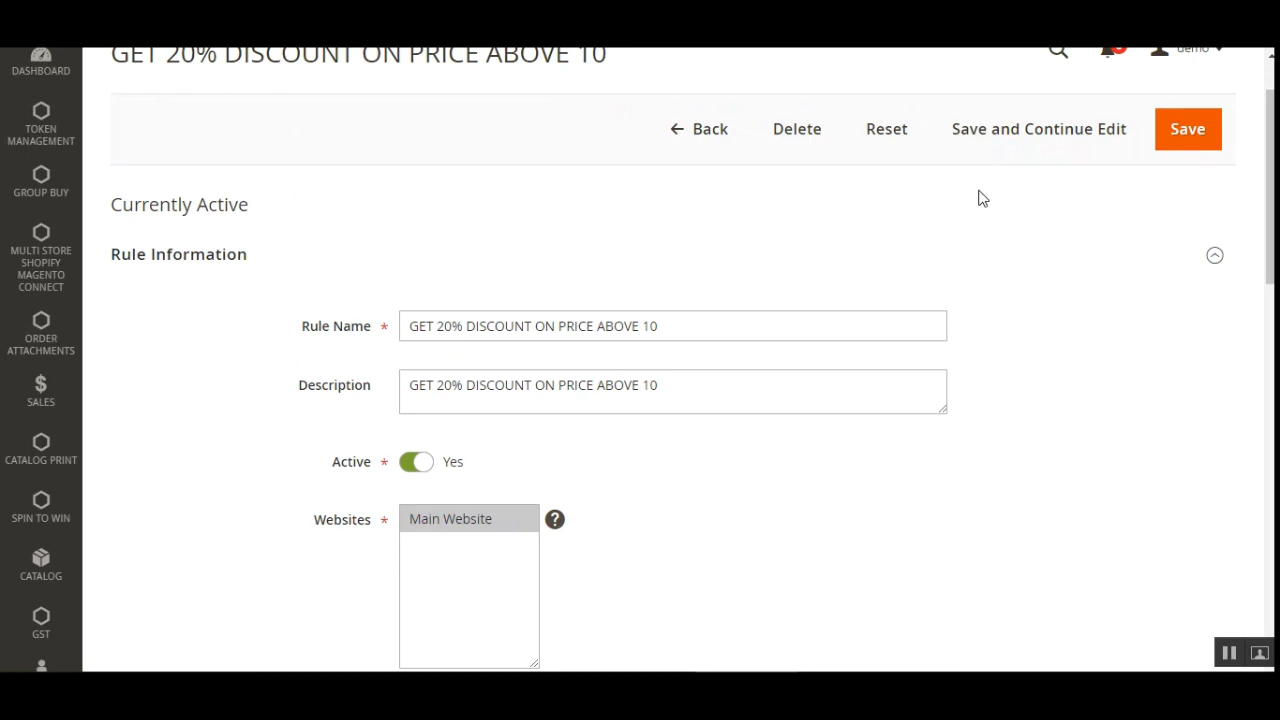 GET 20% DISCOUNT ON PRICE ABOVE 10
demo
DASHBOARD
TOKEN
MANAGEMENT
GROUP BUY
MULTI STORE
SHOPIFY
MAGENTO
CONNECT
ORDER
ATTACHMENTS
$
SALES
CATALOG PRINT
SPIN TO WIN
CATALOG
GST
← Back
Delete
Reset
Save and Continue Edit
Save
Currently Active
Rule Information
Rule Name * GET 20% DISCOUNT ON PRICE ABOVE 10
Description GET 20% DISCOUNT ON PRICE ABOVE 10
Active * Yes
Websites * Main Website ?